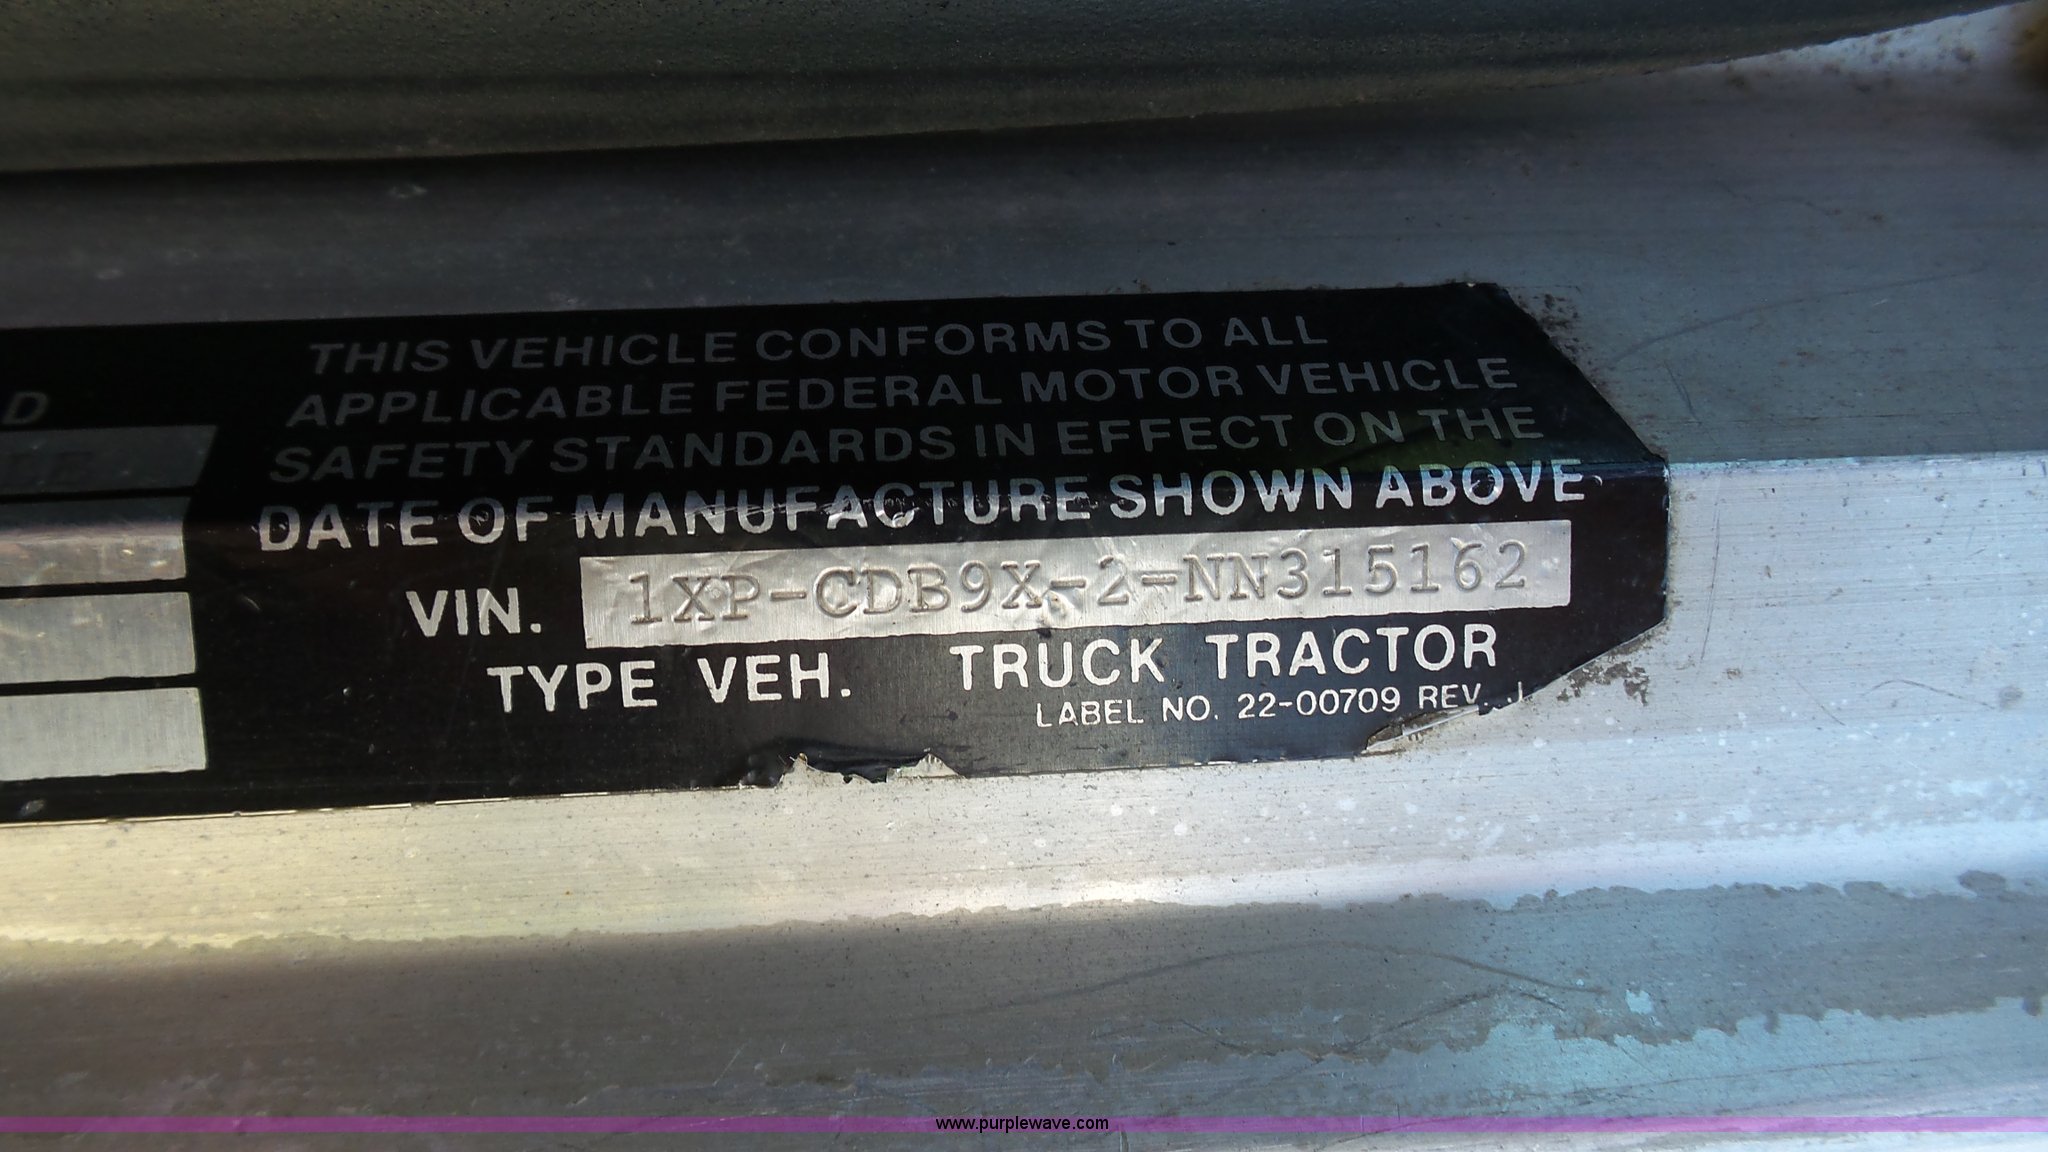 D
THIS VEHICLE CONFORMS TO ALL
APPLICABLE FEDERAL MOTOR VEHICLE
SAFETY STANDARDS IN EFFECT ON THE
DATE OF MANUFACTURE SHOWN ABOVE
VIN. 1XP-CDB9X-2-NN315162
TYPE VEH. TRUCK TRACTOR
LABEL NO. 22-00709 REV. J
www.purplewave.com